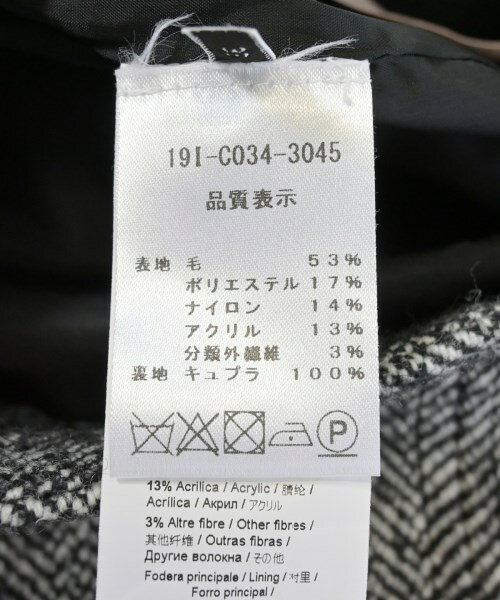 19I-C034-3045
品質表示
表地 毛 53%
ポリエステル 17%
ナイロン 14%
アクリル 13%
分類外繊維 3%
裏地 キュプラ 100%
P
13% Acrilica / Acrylic / 腈纶 /
Acrílica / Акрил / アクリル
3% Altre fibre / Other fibres /
其他纤维 / Outras fibras /
Другие волокна / その他
Fodera principale / Lining / 衬里 /
Forro principal /